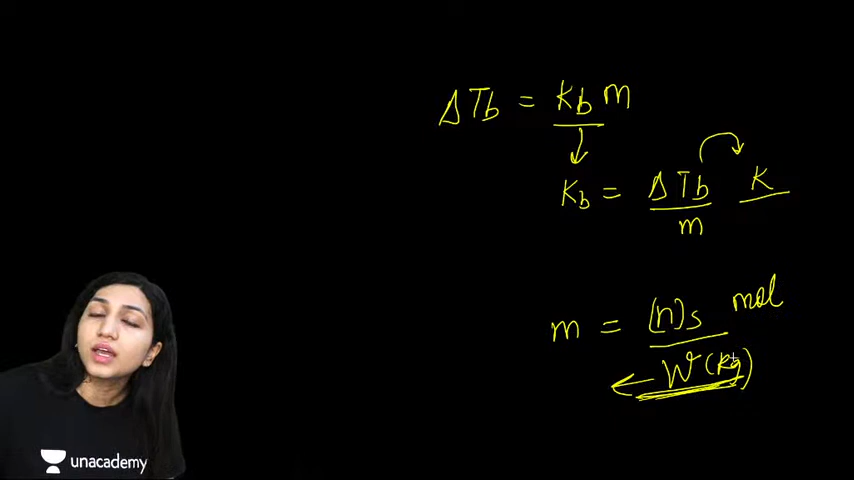 ΔTb = Kb m
Kb = ΔTb/m K
m = (n)s/W(Kg) mol
unacademy